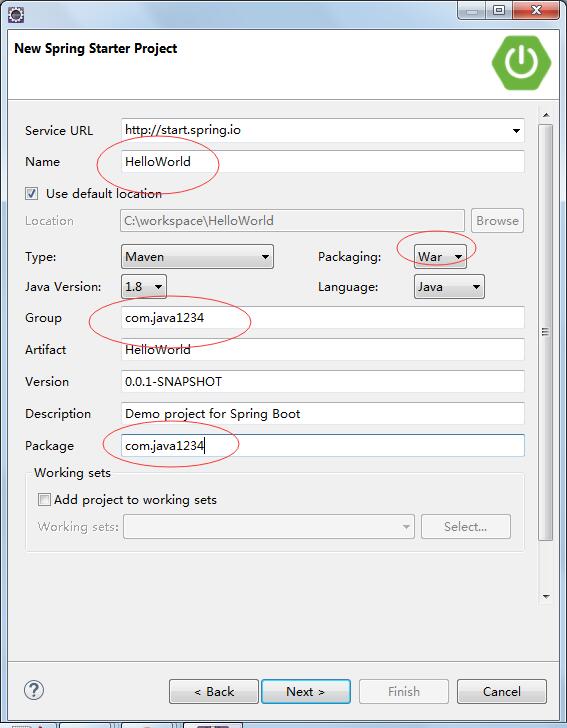 New Spring Starter Project
Service URL http://start.spring.io
Name HelloWorld
Use default location
Location C:\workspace\HelloWorld Browse
Type: Maven Packaging: War
Java Version: 1.8 Language: Java
Group com.java1234
Artifact HelloWorld
Version 0.0.1-SNAPSHOT
Description Demo project for Spring Boot
Package com.java1234
Working sets
Add project to working sets
Working sets: Select...
? < Back Next > Finish Cancel